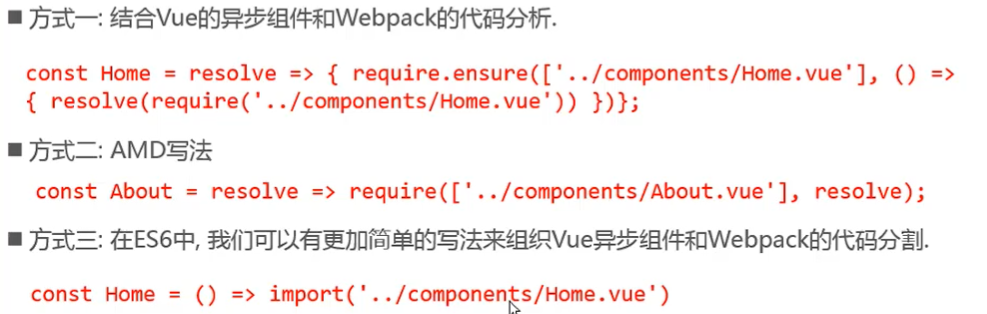 ■ 方式一: 结合Vue的异步组件和Webpack的代码分析.
const Home = resolve => { require.ensure(['../components/Home.vue'], () =>
{ resolve(require('../components/Home.vue')) })};
■ 方式二: AMD写法
const About = resolve => require(['../components/About.vue'], resolve);
■ 方式三: 在ES6中, 我们可以有更加简单的写法来组织Vue异步组件和Webpack的代码分割.
const Home = () => import('../components/Home.vue')